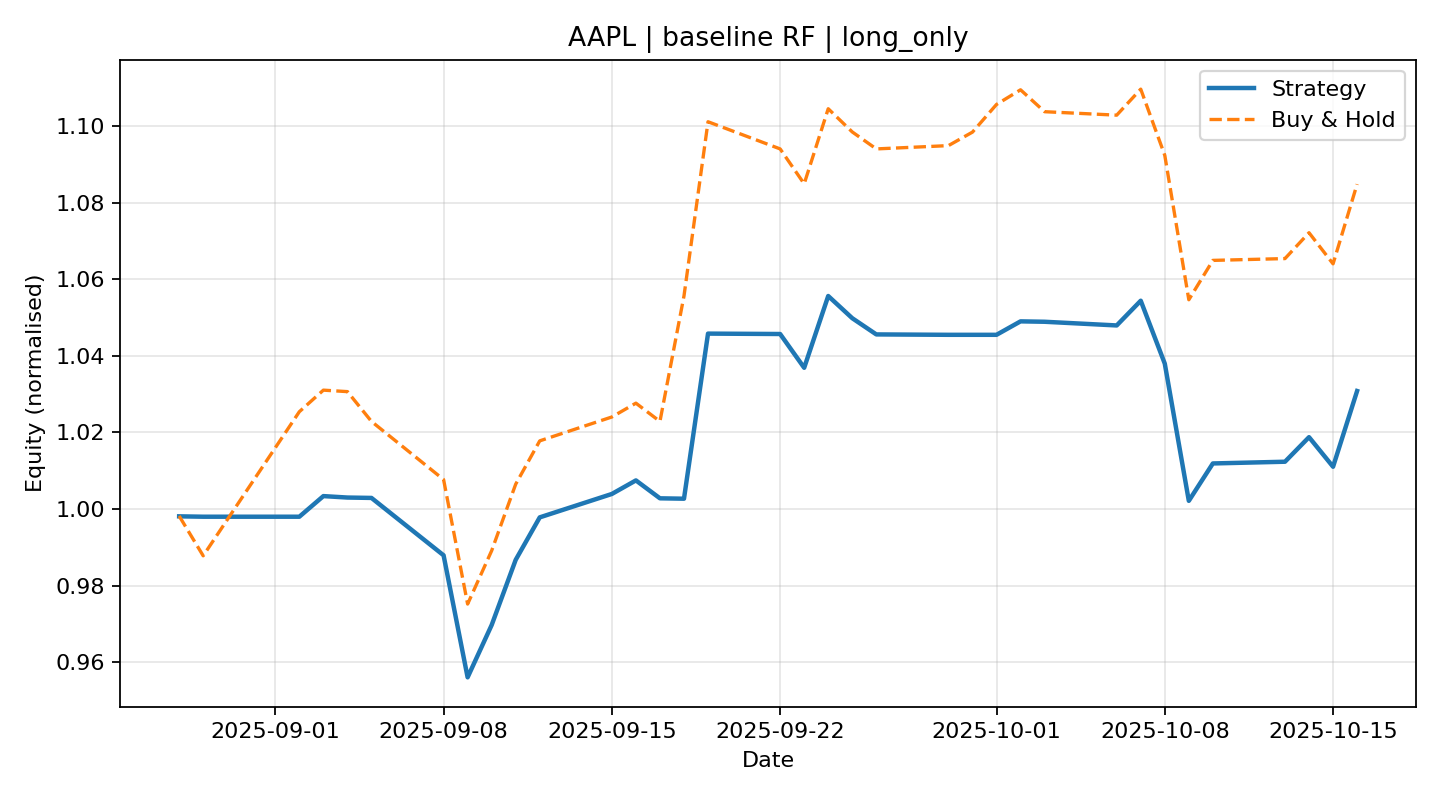 AAPL | baseline RF | long_only
Strategy
Buy & Hold
Equity (normalised)
1.10
1.08
1.06
1.04
1.02
1.00
0.98
0.96
2025-09-01 2025-09-08 2025-09-15 2025-09-22 2025-10-01 2025-10-08 2025-10-15
Date